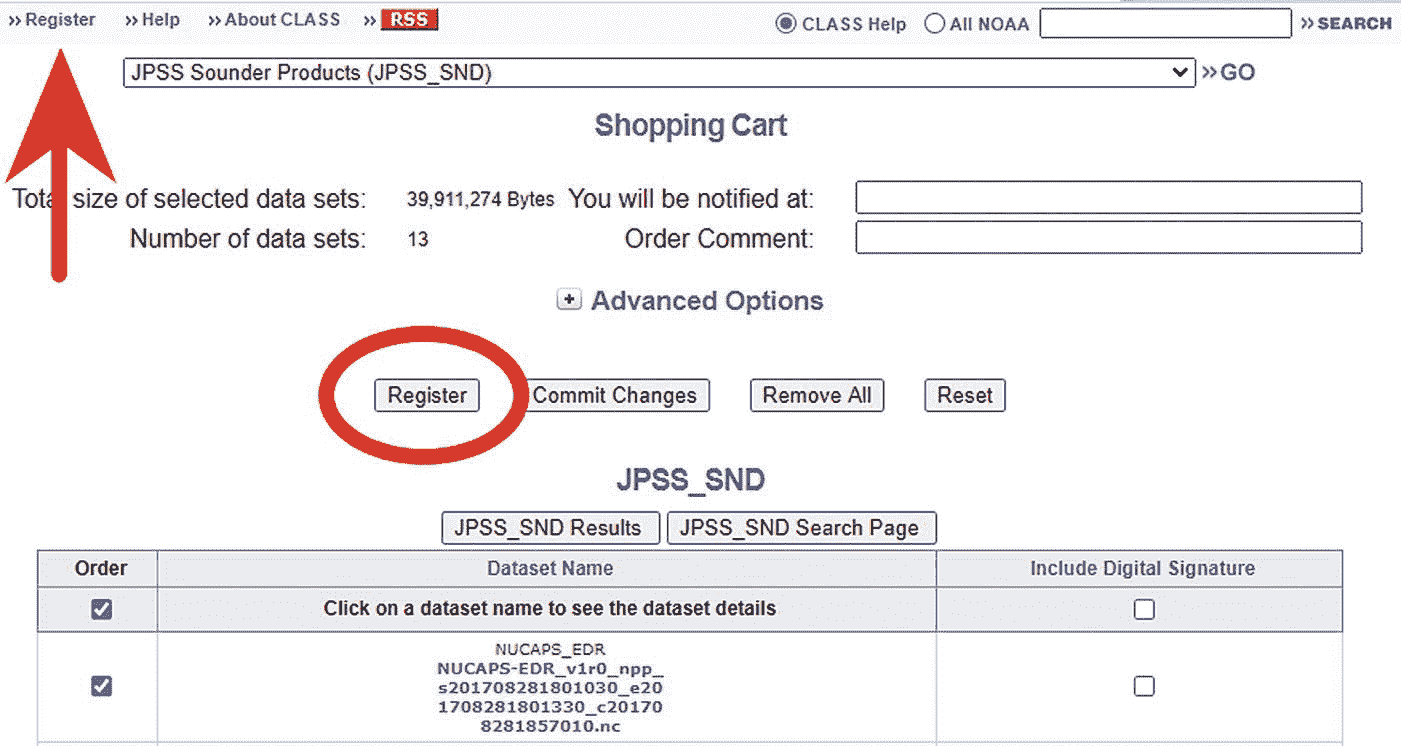 »Register »Help »About CLASS » RSS CLASS Help All NOAA »SEARCH
JPSS Sounder Products (JPSS_SND) »GO
Shopping Cart
Total size of selected data sets: 39,911,274 Bytes You will be notified at:
Number of data sets: 13 Order Comment:
+ Advanced Options
Register Commit Changes Remove All Reset
JPSS_SND
JPSS_SND Results JPSS_SND Search Page
Order Dataset Name Include Digital Signature
Click on a dataset name to see the dataset details
NUCAPS_EDR
NUCAPS-EDR_v1r0_npp_
s201708281801030_e20
1708281801330_c20170
8281857010.nc